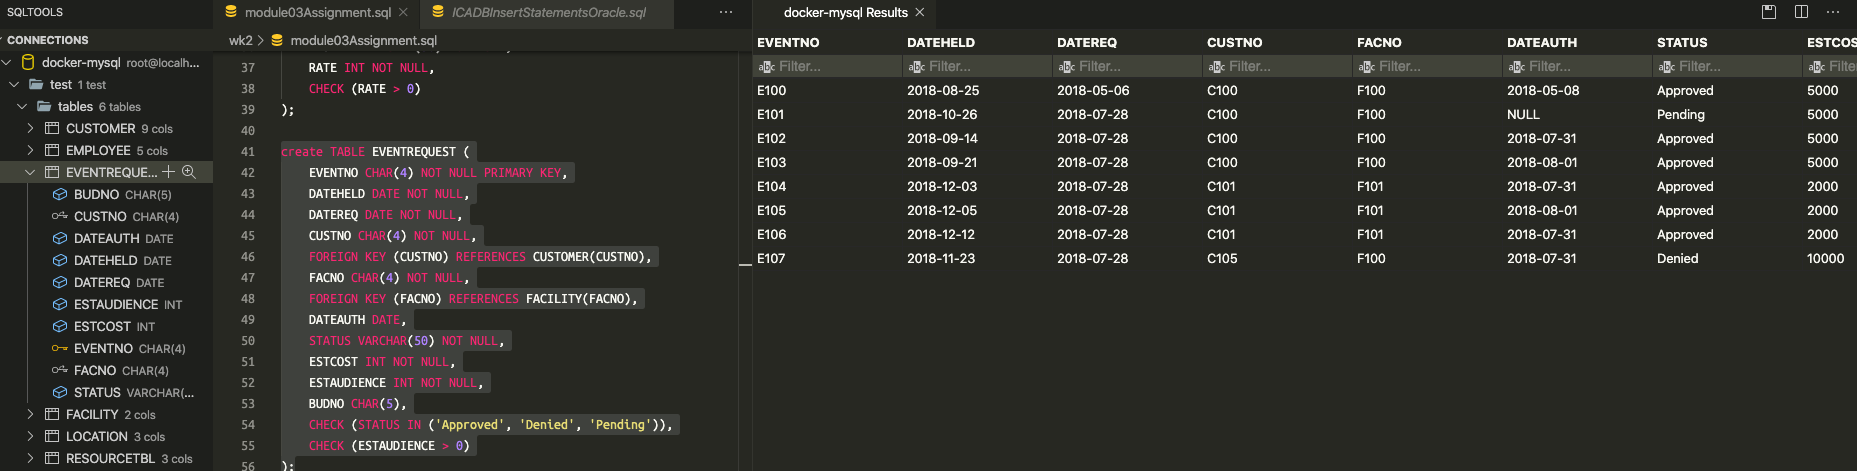 SQLTOOLS
CONNECTIONS
docker-mysql root@localh...
test 1 test
tables 6 tables
CUSTOMER 9 cols
EMPLOYEE 5 cols
EVENTREQUE...
BUDNO CHAR(5)
CUSTNO CHAR(4)
DATEAUTH DATE
DATEHELD DATE
DATEREQ DATE
ESTAUDIENCE INT
ESTCOST INT
EVENTNO CHAR(4)
FACNO CHAR(4)
STATUS VARCHAR(...
FACILITY 2 cols
LOCATION 3 cols
RESOURCETBL 3 cols
module03Assignment.sql
ICADBInsertStatementsOracle.sql
wk2 > module03Assignment.sql
37 RATE INT NOT NULL,
38 CHECK (RATE > 0)
39 );
40
41 create TABLE EVENTREQUEST (
42 EVENTNO CHAR(4) NOT NULL PRIMARY KEY,
43 DATEHELD DATE NOT NULL,
44 DATEREQ DATE NOT NULL,
45 CUSTNO CHAR(4) NOT NULL,
46 FOREIGN KEY (CUSTNO) REFERENCES CUSTOMER(CUSTNO),
47 FACNO CHAR(4) NOT NULL,
48 FOREIGN KEY (FACNO) REFERENCES FACILITY(FACNO),
49 DATEAUTH DATE,
50 STATUS VARCHAR(50) NOT NULL,
51 ESTCOST INT NOT NULL,
52 ESTAUDIENCE INT NOT NULL,
53 BUDNO CHAR(5),
54 CHECK (STATUS IN ('Approved', 'Denied', 'Pending')),
55 CHECK (ESTAUDIENCE > 0)
56 );
docker-mysql Results
EVENTNO DATEHELD DATEREQ CUSTNO FACNO DATEAUTH STATUS ESTCOS
Filter... Filter... Filter... Filter... Filter... Filter... Filter... Filte
E100 2018-08-25 2018-05-06 C100 F100 2018-05-08 Approved 5000
E101 2018-10-26 2018-07-28 C100 F100 NULL Pending 5000
E102 2018-09-14 2018-07-28 C100 F100 2018-07-31 Approved 5000
E103 2018-09-21 2018-07-28 C100 F100 2018-08-01 Approved 5000
E104 2018-12-03 2018-07-28 C101 F101 2018-07-31 Approved 2000
E105 2018-12-05 2018-07-28 C101 F101 2018-08-01 Approved 2000
E106 2018-12-12 2018-07-28 C101 F101 2018-07-31 Approved 2000
E107 2018-11-23 2018-07-28 C105 F100 2018-07-31 Denied 10000